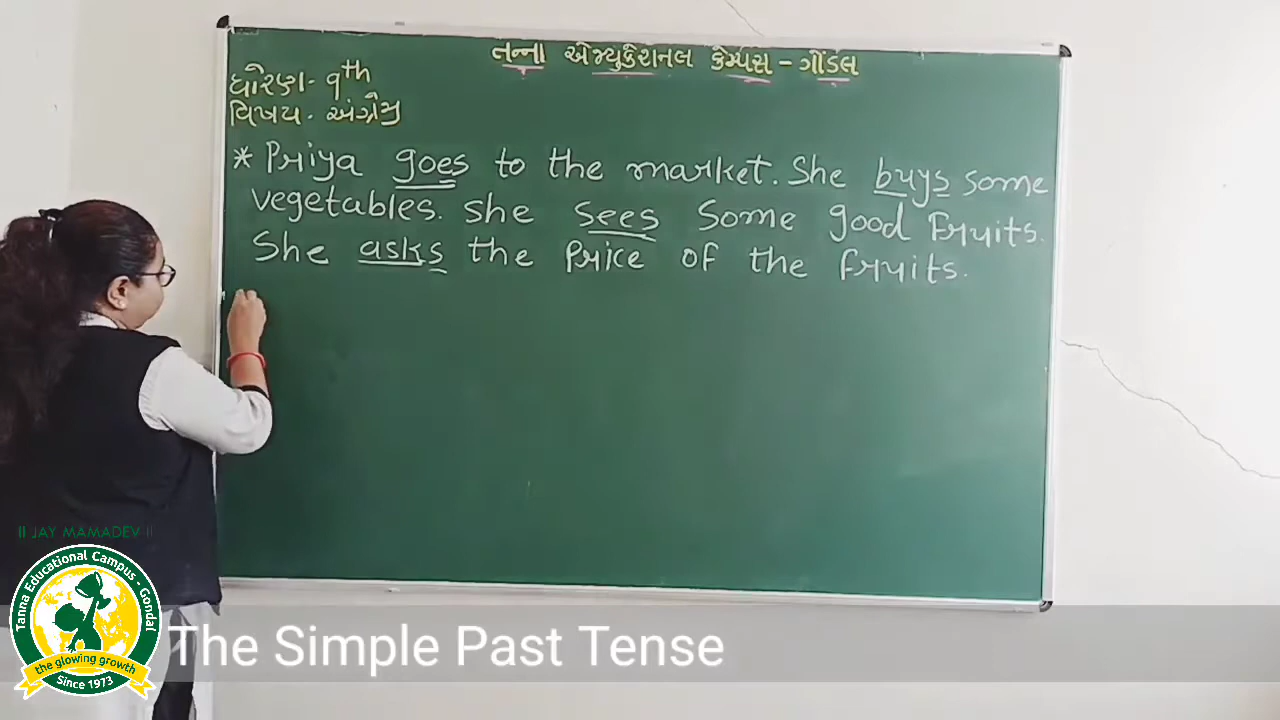 તન્ના એજ્યુકેશનલ કેમ્પસ - ગોંડલ
ધોરણ - ૧th
વિષય - અંગ્રેજી
* Priya goes to the market. She buys some
vegetables. She sees some good fruits.
She asks the price of the fruits.
|| JAY MAMADEV ||
Tanna Educational Campus - Gondal
the glowing growth
Since 1973
The Simple Past Tense